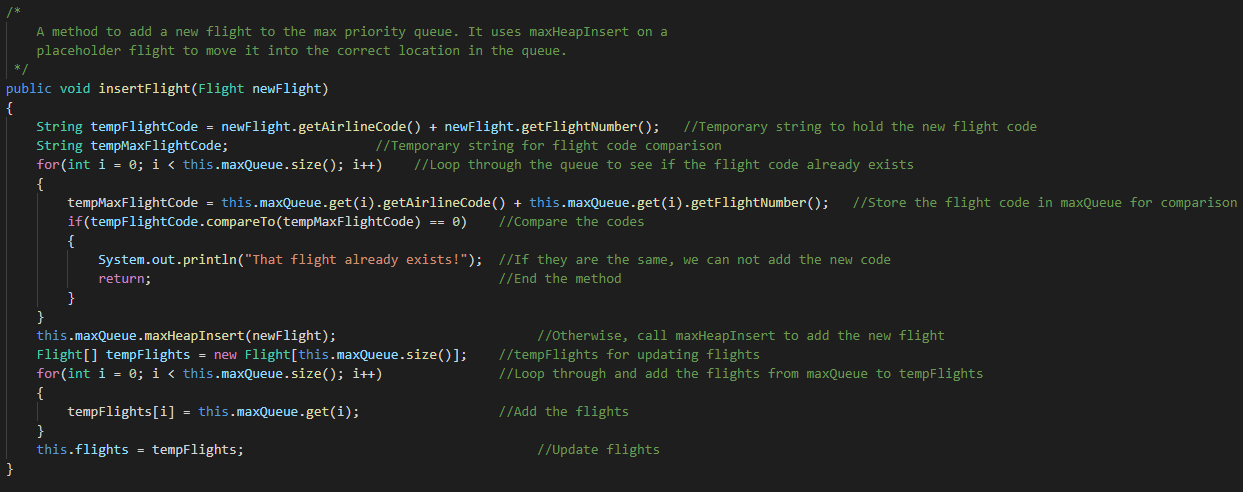 /*
    A method to add a new flight to the max priority queue. It uses maxHeapInsert on a
    placeholder flight to move it into the correct location in the queue.
 */
public void insertFlight(Flight newFlight)
{
    String tempFlightCode = newFlight.getAirlineCode() + newFlight.getFlightNumber();   //Temporary string to hold the new flight code
    String tempMaxFlightCode;                   //Temporary string for flight code comparison
    for(int i = 0; i < this.maxQueue.size(); i++)    //Loop through the queue to see if the flight code already exists
    {
        tempMaxFlightCode = this.maxQueue.get(i).getAirlineCode() + this.maxQueue.get(i).getFlightNumber();   //Store the flight code in maxQueue for comparison
        if(tempFlightCode.compareTo(tempMaxFlightCode) == 0)    //Compare the codes
        {
            System.out.println("That flight already exists!");  //If they are the same, we can not add the new code
            return;                                             //End the method
        }
    }
    this.maxQueue.maxHeapInsert(newFlight);                          //Otherwise, call maxHeapInsert to add the new flight
    Flight[] tempFlights = new Flight[this.maxQueue.size()];    //tempFlights for updating flights
    for(int i = 0; i < this.maxQueue.size(); i++)               //Loop through and add the flights from maxQueue to tempFlights
    {
        tempFlights[i] = this.maxQueue.get(i);                  //Add the flights
    }
    this.flights = tempFlights;                                      //Update flights
}